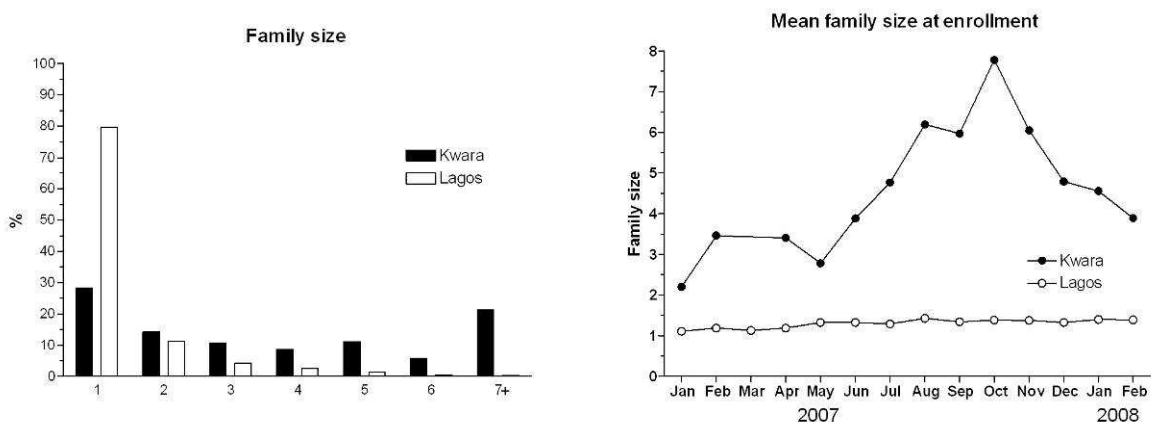 Family size
100
90
80
70
60
50
40
30
20
10
0
%
Kwara
Lagos
1 2 3 4 5 6 7+
Mean family size at enrollment
8
7
6
5
4
3
2
1
0
Family size
Kwara
Lagos
Jan Feb Mar Apr May Jun Jul Aug Sep Oct Nov Dec Jan Feb
2007 2008